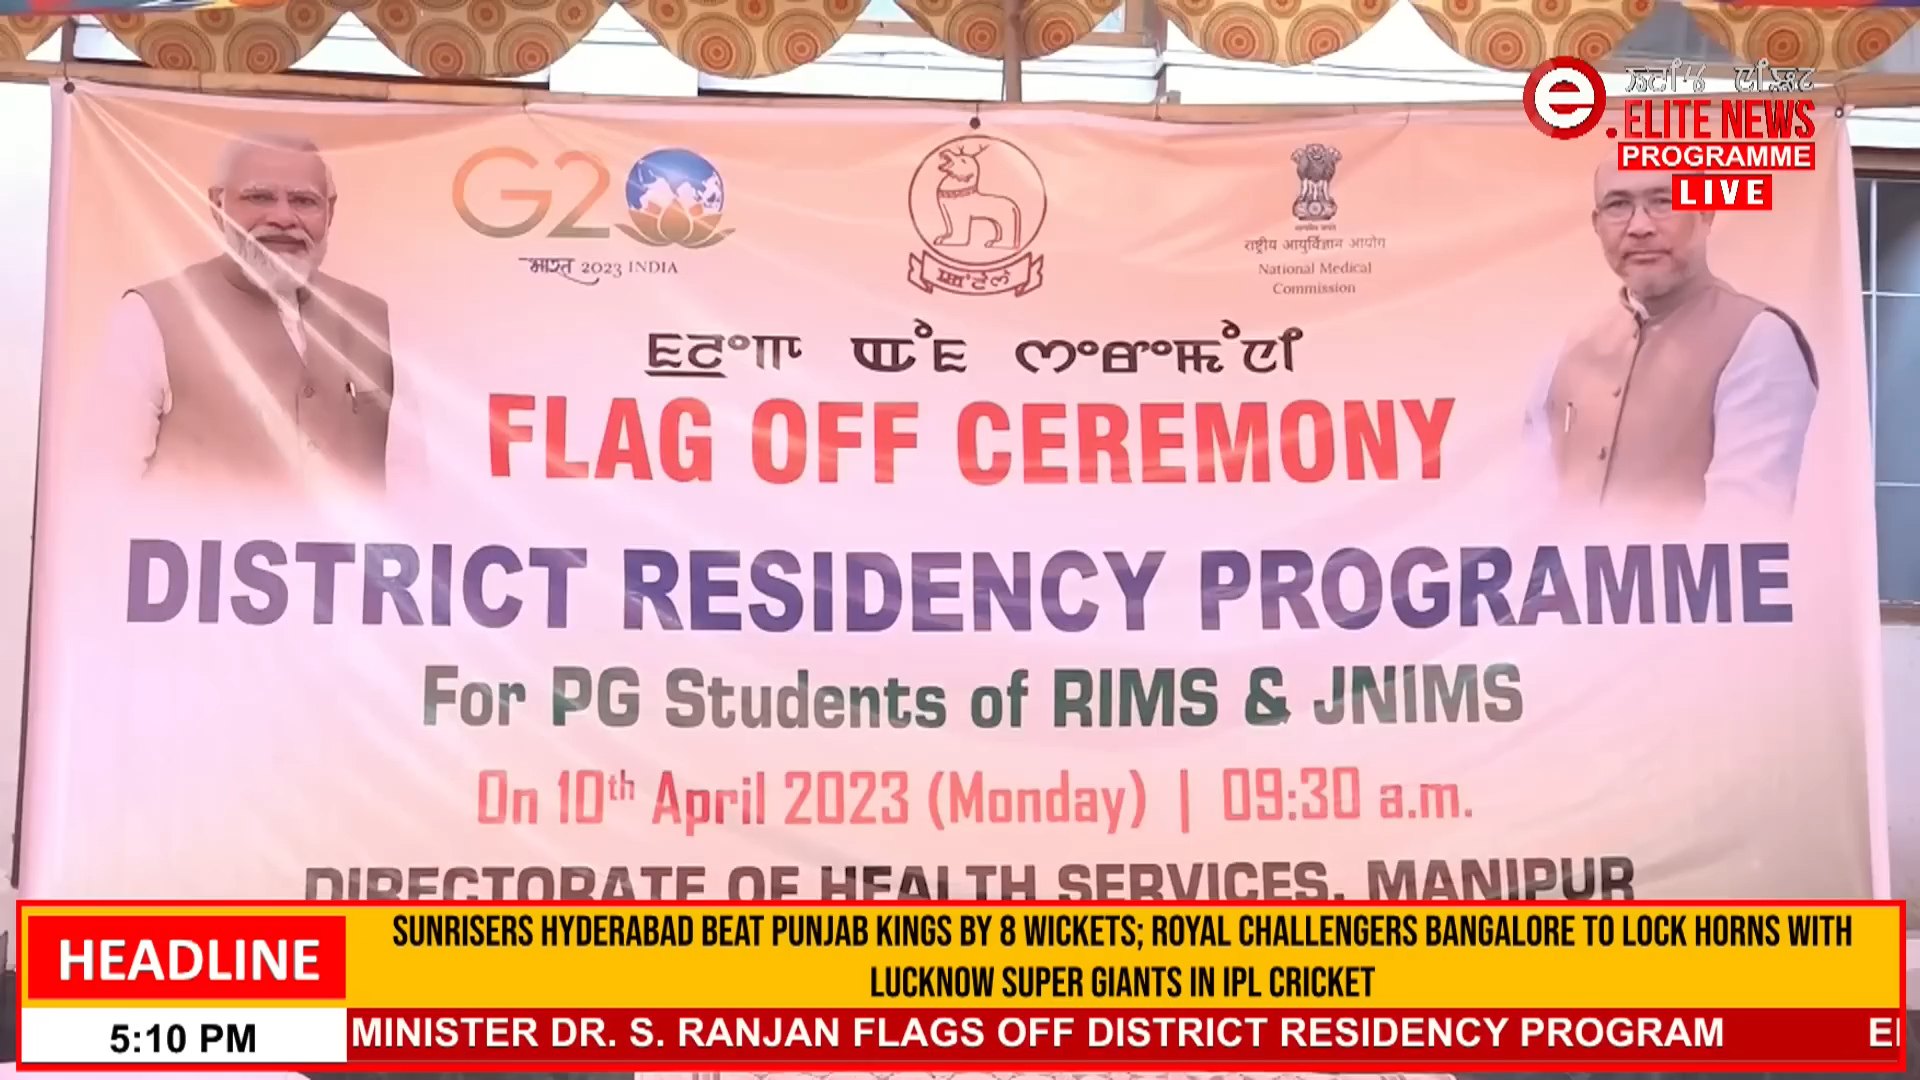 ELITE NEWS
PROGRAMME
LIVE
e
G20
भारत 2023 INDIA
राष्ट्रीय आयुर्विज्ञान आयोग
National Medical
Commission
FLAG OFF CEREMONY
DISTRICT RESIDENCY PROGRAMME
For PG Students of RIMS & JNIMS
On 10th April 2023 (Monday) | 09:30 a.m.
DIRECTORATE OF HEALTH SERVICES, MANIPUR
HEADLINE
SUNRISERS HYDERABAD BEAT PUNJAB KINGS BY 8 WICKETS; ROYAL CHALLENGERS BANGALORE TO LOCK HORNS WITH
LUCKNOW SUPER GIANTS IN IPL CRICKET
5:10 PM
MINISTER DR. S. RANJAN FLAGS OFF DISTRICT RESIDENCY PROGRAM